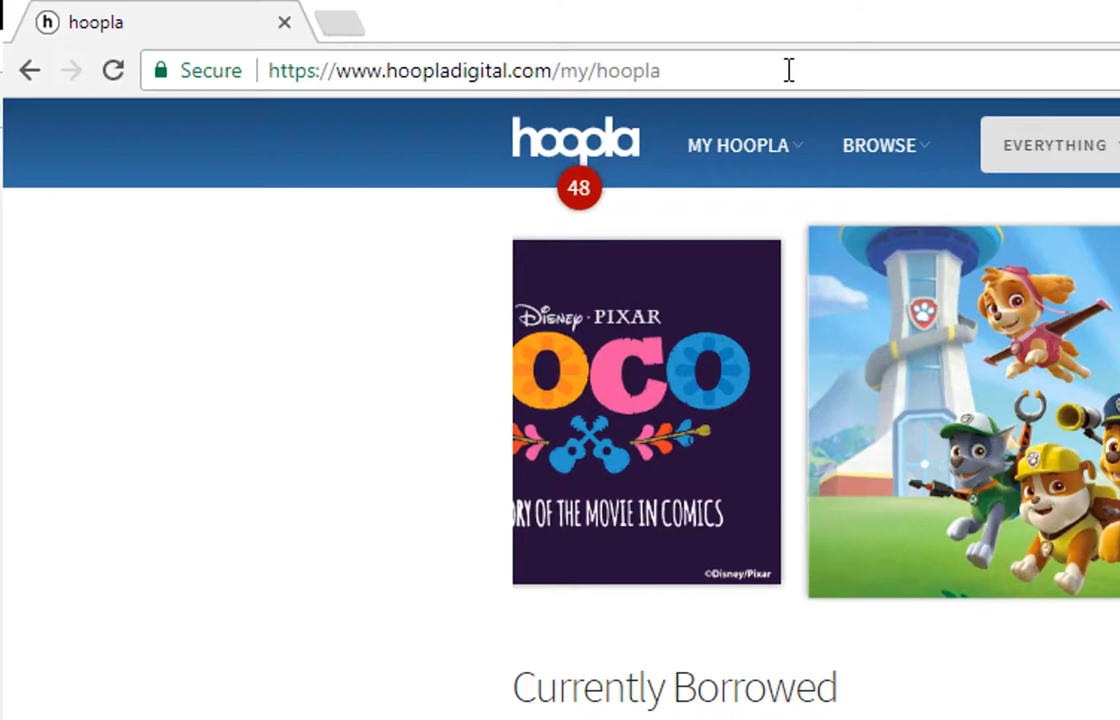 hoopla
Secure https://www.hoopladigital.com/my/hoopla
hoopla MY HOOPLA BROWSE EVERYTHING
48
Disney·PIXAR
OCO
ORY OF THE MOVIE IN COMICS
©Disney/Pixar
Currently Borrowed